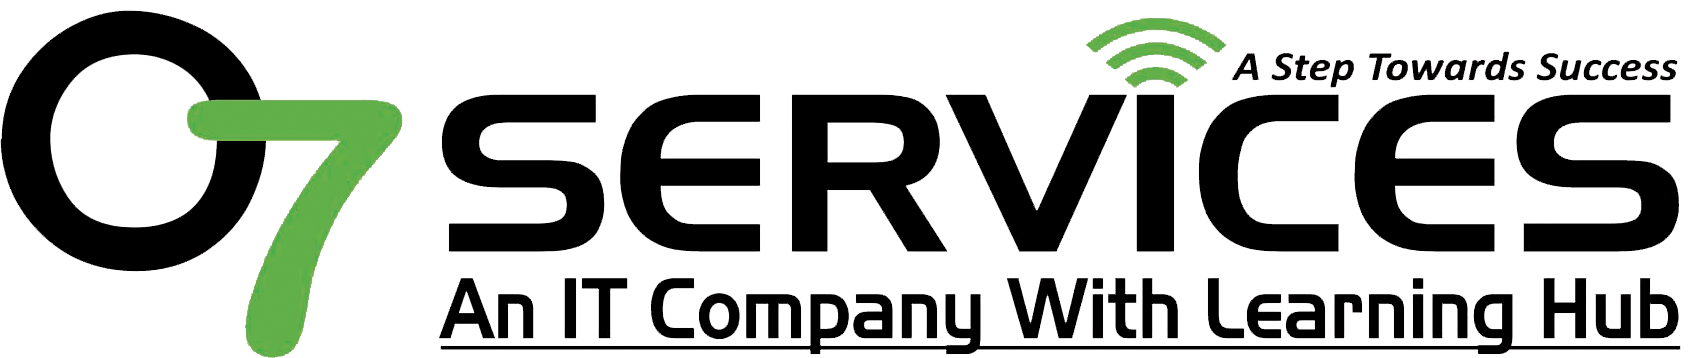 A Step Towards Success
O7 SERVICES
An IT Company With Learning Hub